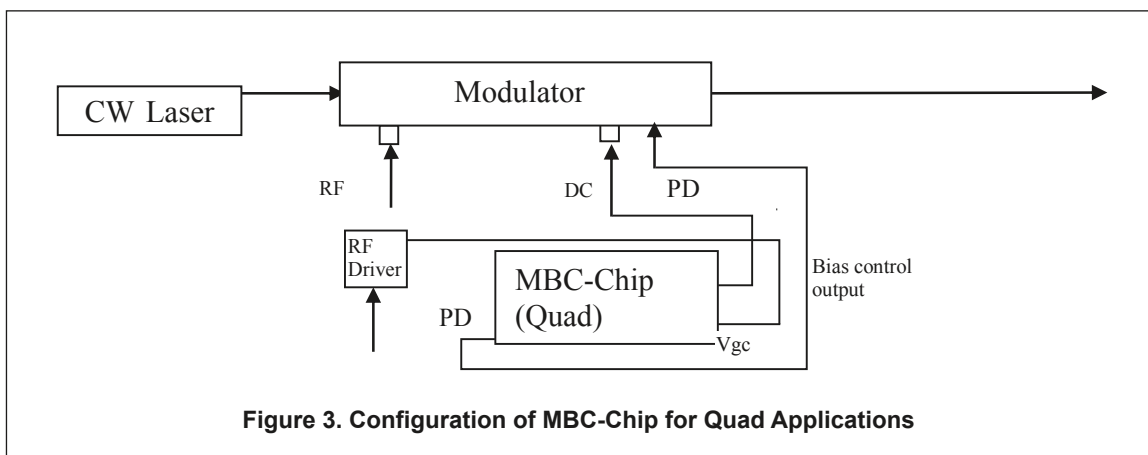 Modulator
CW Laser
RF
DC
PD
RF
Driver
MBC-Chip
(Quad)
Bias control
output
PD
Vgc
Figure 3. Configuration of MBC-Chip for Quad Applications